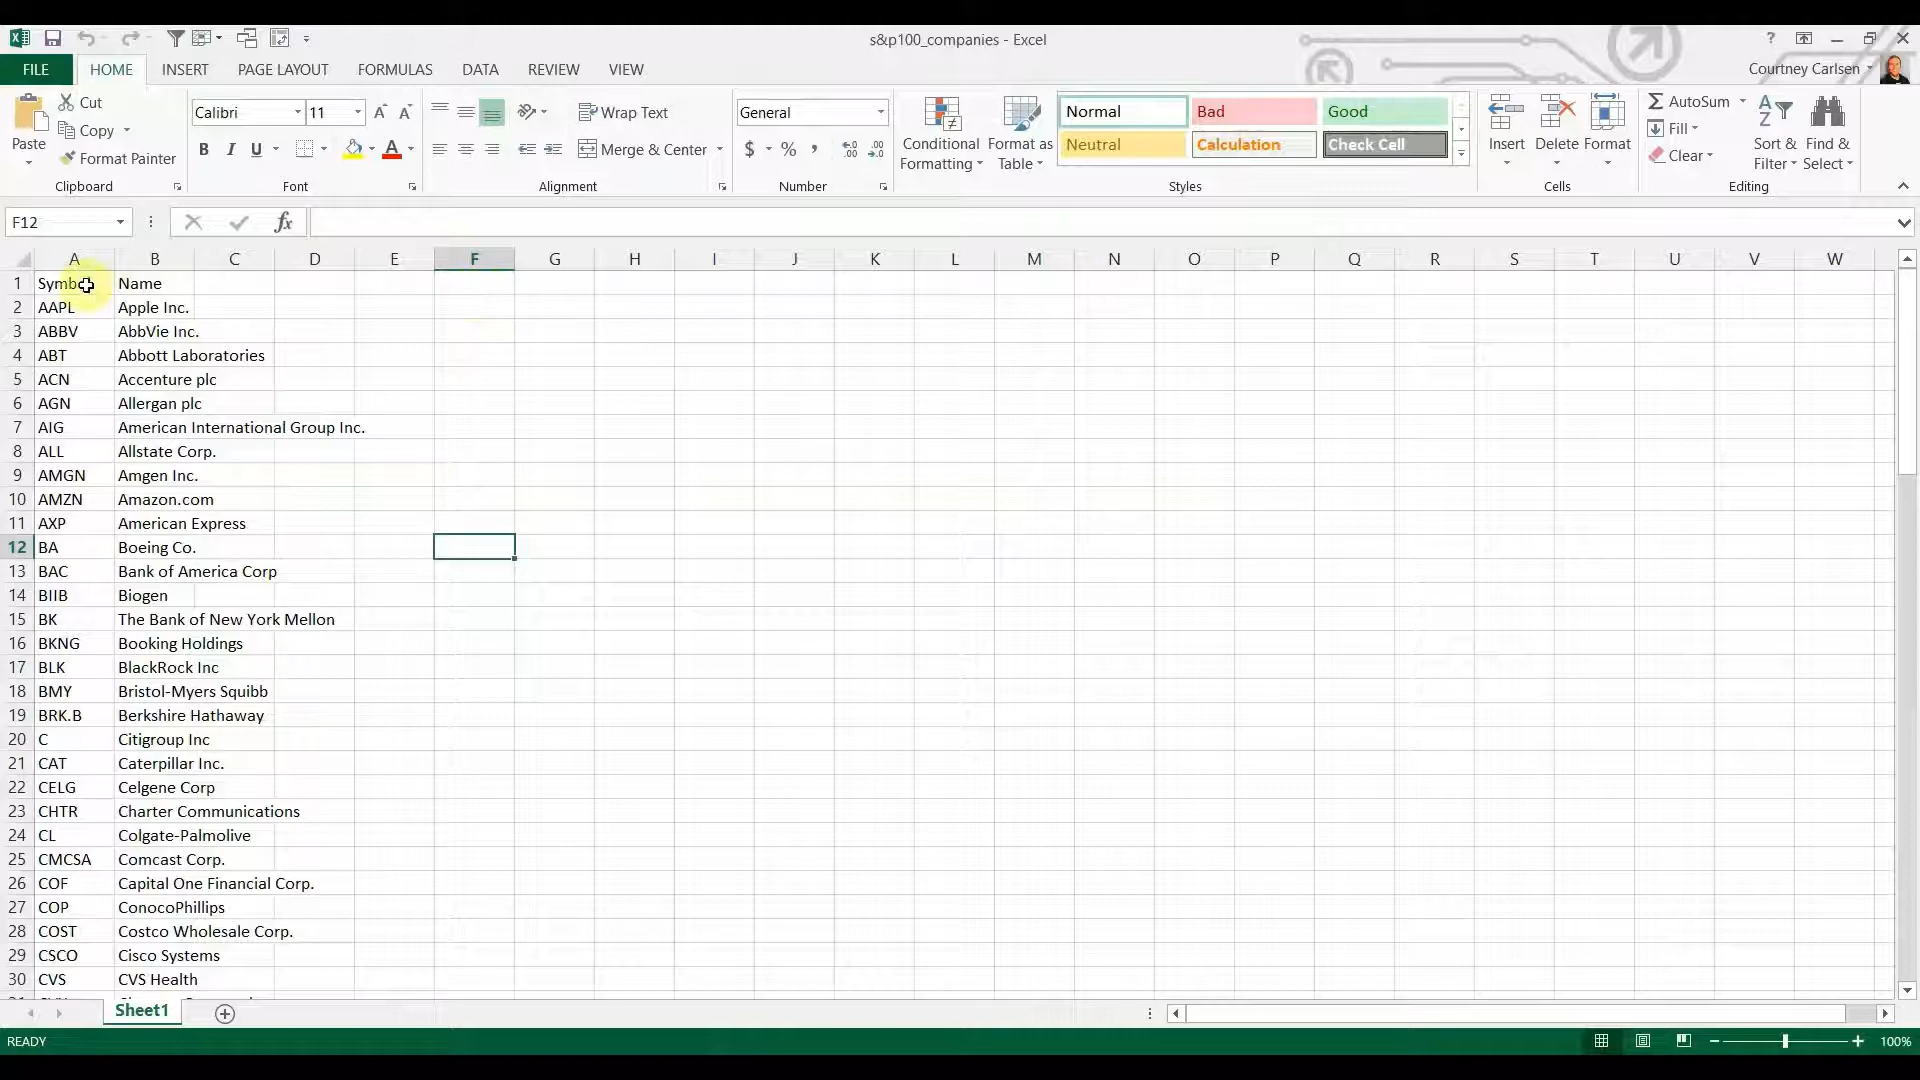 s&p100_companies - Excel
?
FILE HOME INSERT PAGE LAYOUT FORMULAS DATA REVIEW VIEW
Courtney Carlsen
Paste
Cut
Copy
Format Painter
Clipboard
Calibri 11
B I U
Font
Wrap Text
Merge & Center
Alignment
General
$ % ,
Number
Conditional Formatting
Format as Table
Normal Bad Good
Neutral Calculation Check Cell
Styles
Insert Delete Format
Cells
AutoSum
Fill
Clear
Sort & Filter
Find & Select
Editing
F12 fx
A B C D E F G H I J K L M N O P Q R S T U V W
1 Symb Name
2 AAPL Apple Inc.
3 ABBV AbbVie Inc.
4 ABT Abbott Laboratories
5 ACN Accenture plc
6 AGN Allergan plc
7 AIG American International Group Inc.
8 ALL Allstate Corp.
9 AMGN Amgen Inc.
10 AMZN Amazon.com
11 AXP American Express
12 BA Boeing Co.
13 BAC Bank of America Corp
14 BIIB Biogen
15 BK The Bank of New York Mellon
16 BKNG Booking Holdings
17 BLK BlackRock Inc
18 BMY Bristol-Myers Squibb
19 BRK.B Berkshire Hathaway
20 C Citigroup Inc
21 CAT Caterpillar Inc.
22 CELG Celgene Corp
23 CHTR Charter Communications
24 CL Colgate-Palmolive
25 CMCSA Comcast Corp.
26 COF Capital One Financial Corp.
27 COP ConocoPhillips
28 COST Costco Wholesale Corp.
29 CSCO Cisco Systems
30 CVS CVS Health
Sheet1
READY
100%